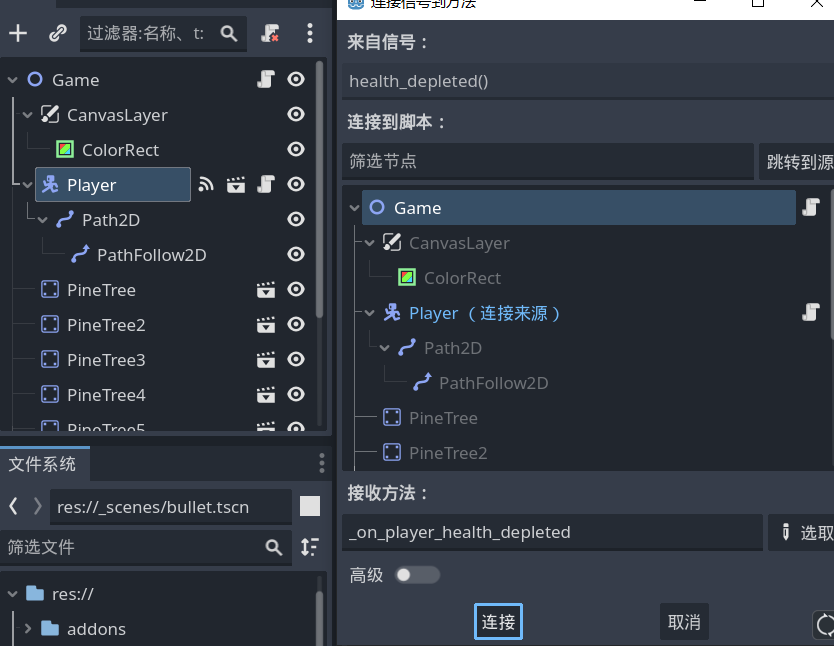 连接信号到方法
过滤器:名称、t:
来自信号：
Game
health_depleted()
CanvasLayer
连接到脚本：
ColorRect
筛选节点
跳转到源
Player
Game
Path2D
CanvasLayer
PathFollow2D
ColorRect
PineTree
Player （连接来源）
PineTree2
Path2D
PineTree3
PathFollow2D
PineTree4
PineTree
PineTree5
PineTree2
文件系统
接收方法：
res://_scenes/bullet.tscn
_on_player_health_depleted
选取
筛选文件
高级
res://
连接
取消
addons